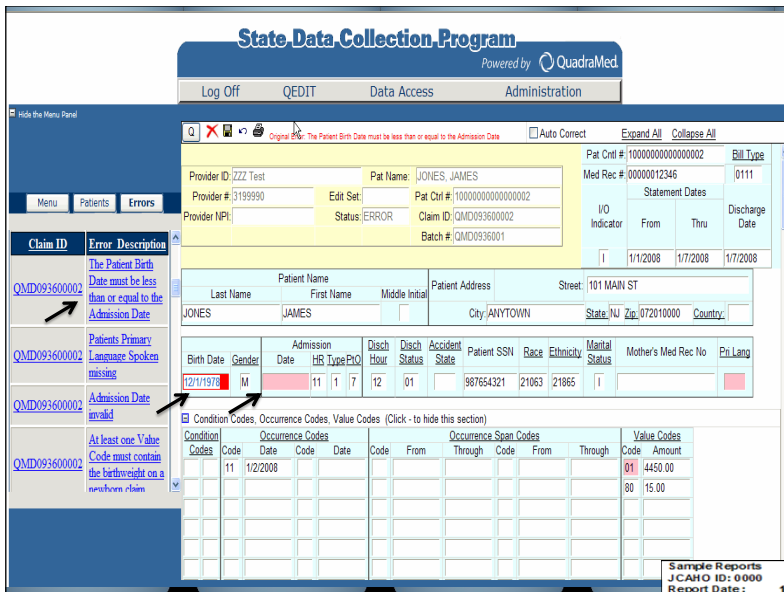 State Data Collection Program
Powered by QuadraMed.
Log Off QEDIT Data Access Administration
Hide the Menu Panel
Q Original Error: The Patient Birth Date must be less than or equal to the Admission Date Auto Correct Expand All Collapse All
Pat Cntl #: 10000000000000002 Bill Type
Med Rec #: 00000012346 0111
Provider ID: ZZZ Test Pat Name: JONES, JAMES
Provider #: 3199990 Edit Set: Pat Ctrl #: 10000000000000002
Provider NPI: Status: ERROR Claim ID: QMD093600002
Batch #: QMD0936001
Statement Dates
I/O Indicator From Thru Discharge Date
I 1/1/2008 1/7/2008 1/7/2008
Menu Patients Errors
Claim ID Error Description
QMD093600002 The Patient Birth Date must be less than or equal to the Admission Date
QMD093600002 Patients Primary Language Spoken missing
QMD093600002 Admission Date invalid
QMD093600002 At least one Value Code must contain the birthweight on a newborn claim
Patient Name
Last Name First Name Middle Initial
JONES JAMES
Patient Address Street: 101 MAIN ST
City: ANYTOWN State: NJ Zip: 072010000 Country:
Birth Date Gender Admission Date HR Type PtO Disch Hour Disch Status Accident State Patient SSN Race Ethnicity Marital Status Mother's Med Rec No Pri Lang
12/1/1978 M 11 1 7 12 01 987654321 21063 21865 I
Condition Codes, Occurrence Codes, Value Codes (Click - to hide this section)
Condition Codes Occurrence Codes Occurrence Span Codes Value Codes
Code Date Code Date Code From Through Code From Through Code Amount
11 1/2/2008 01 4450.00
80 15.00
Sample Reports
JCAHO ID: 0000
Report Date: 1